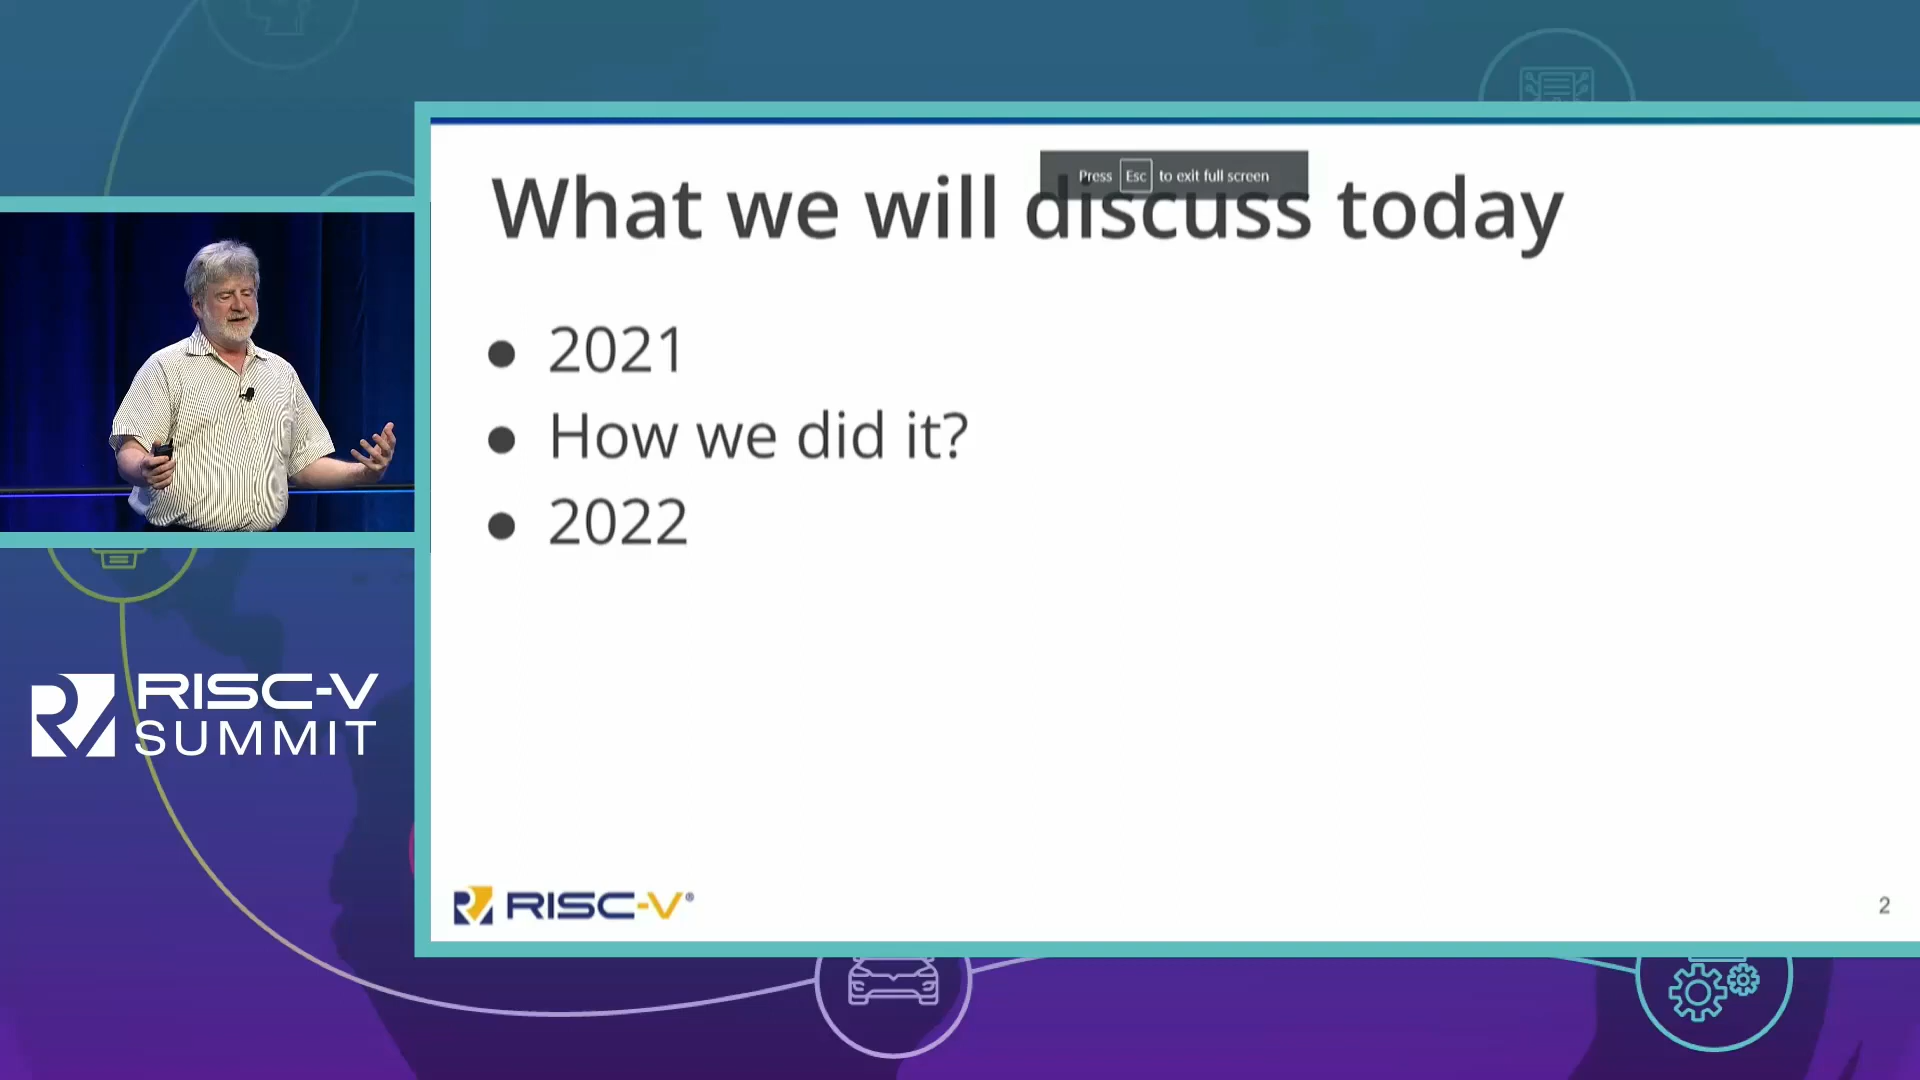 What we will discuss today
Press Esc to exit full screen
● 2021
● How we did it?
● 2022
RISC-V
SUMMIT
RISC-V®
2